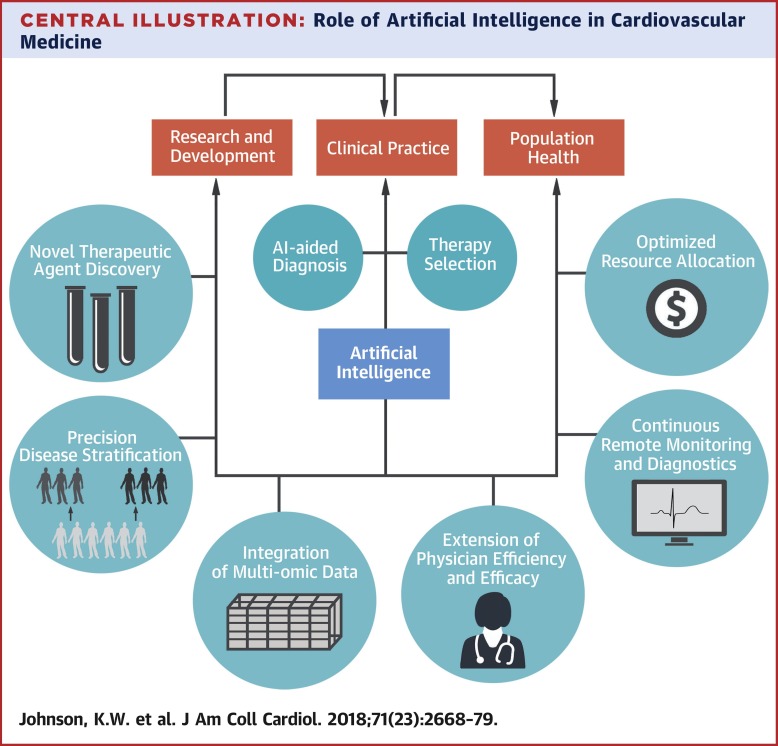 CENTRAL ILLUSTRATION: Role of Artificial Intelligence in Cardiovascular
Medicine
Research and
Development
Clinical Practice
Population
Health
Novel Therapeutic
Agent Discovery
AI-aided
Diagnosis
Therapy
Selection
Optimized
Resource Allocation
$
Artificial
Intelligence
Precision
Disease Stratification
Continuous
Remote Monitoring
and Diagnostics
Integration
of Multi-omic Data
Extension of
Physician Efficiency
and Efficacy
Johnson, K.W. et al. J Am Coll Cardiol. 2018;71(23):2668–79.